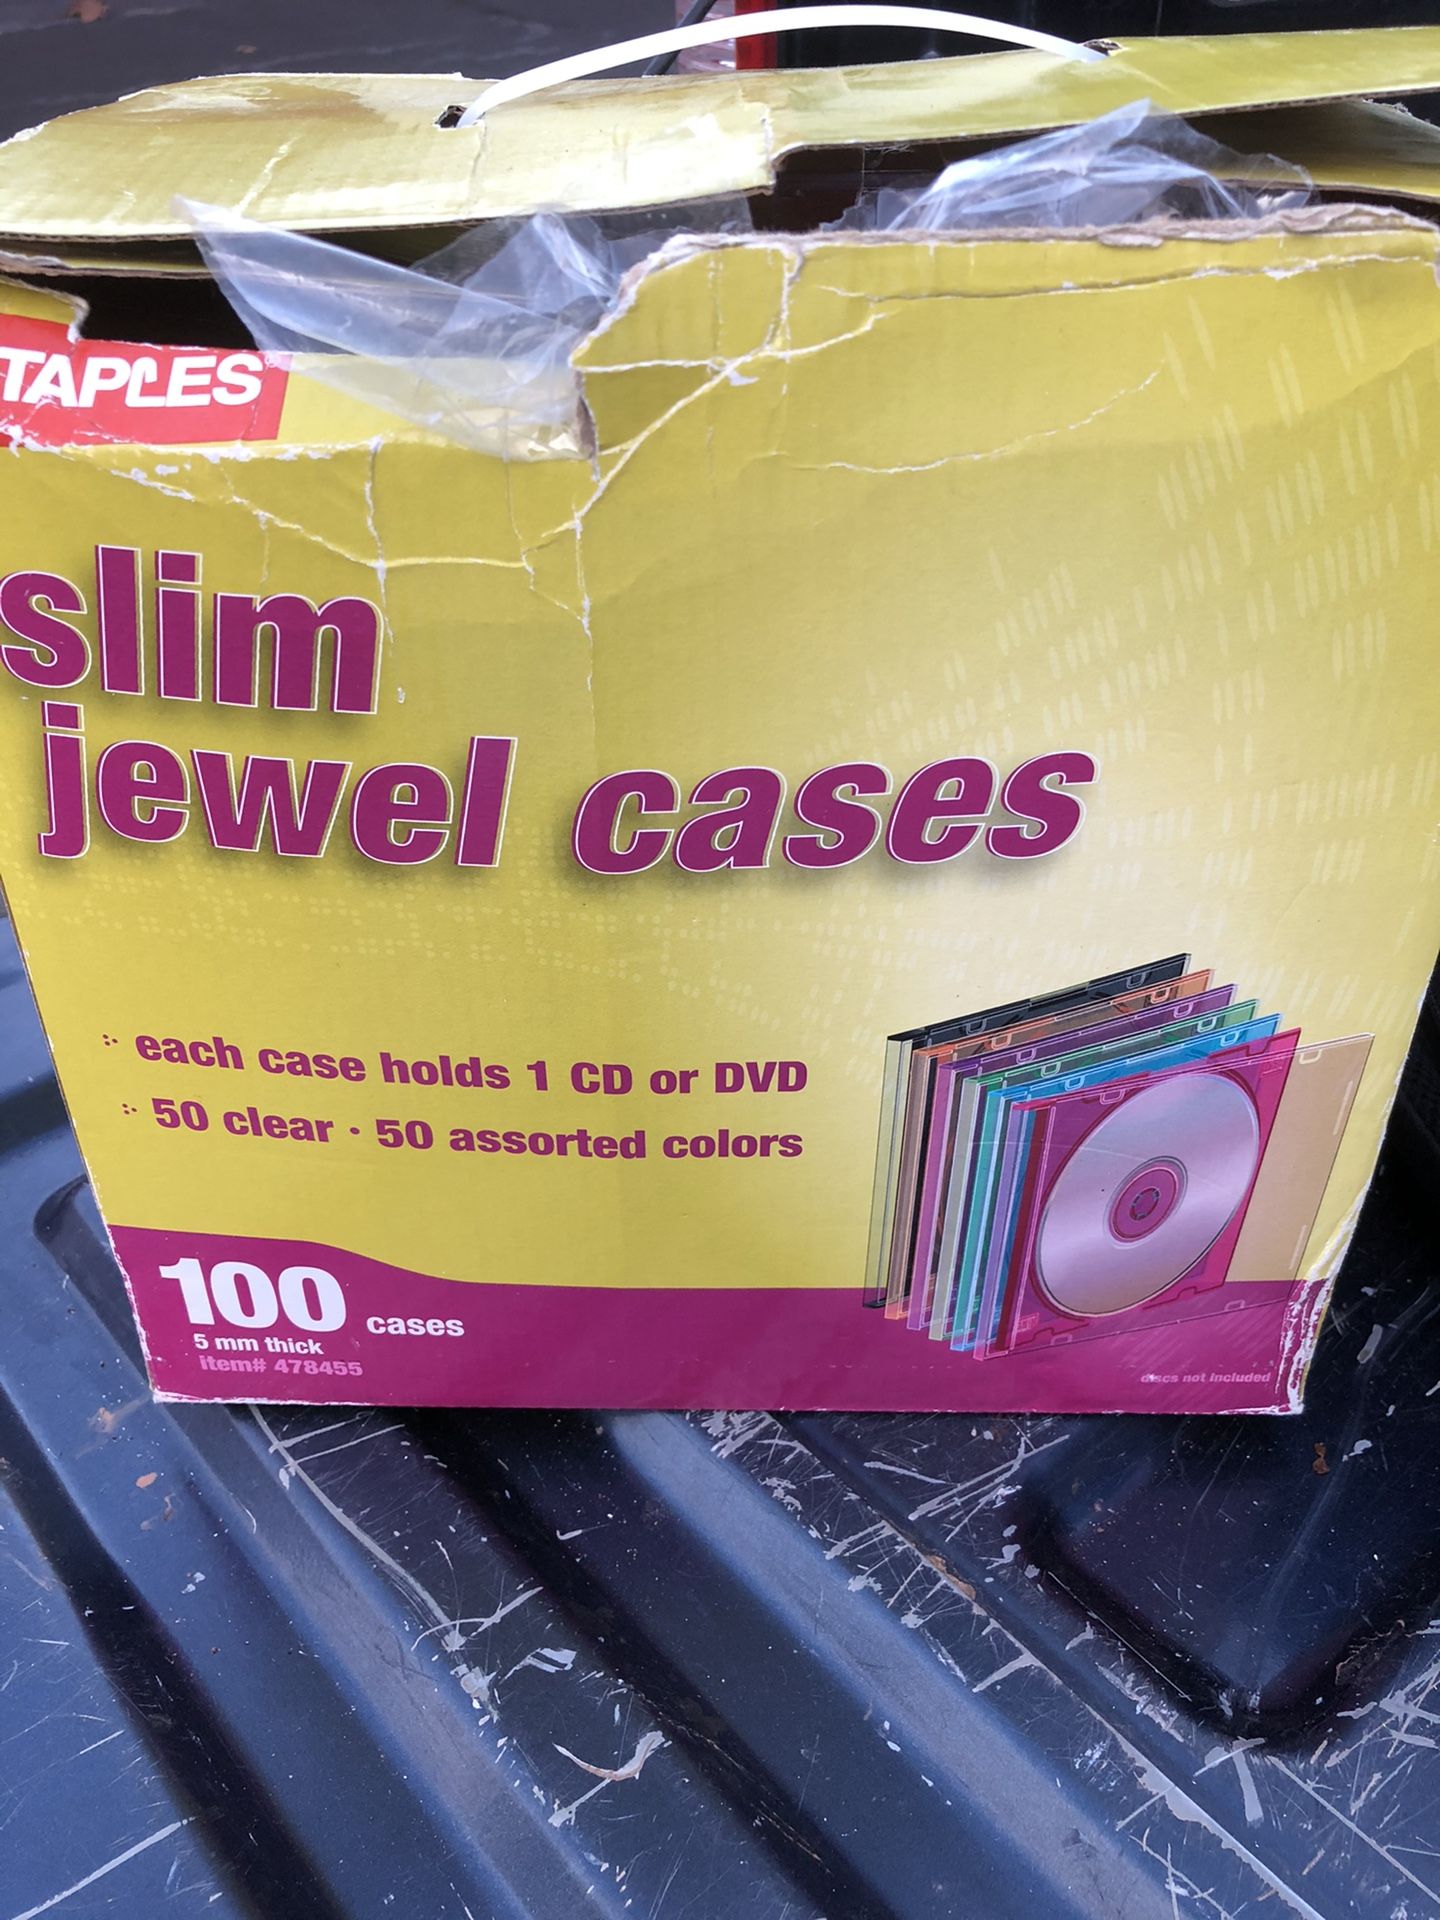 TAPLES
slim
jewel cases
each case holds 1 CD or DVD
50 clear • 50 assorted colors
100 cases
5 mm thick
item# 478455
discs not included